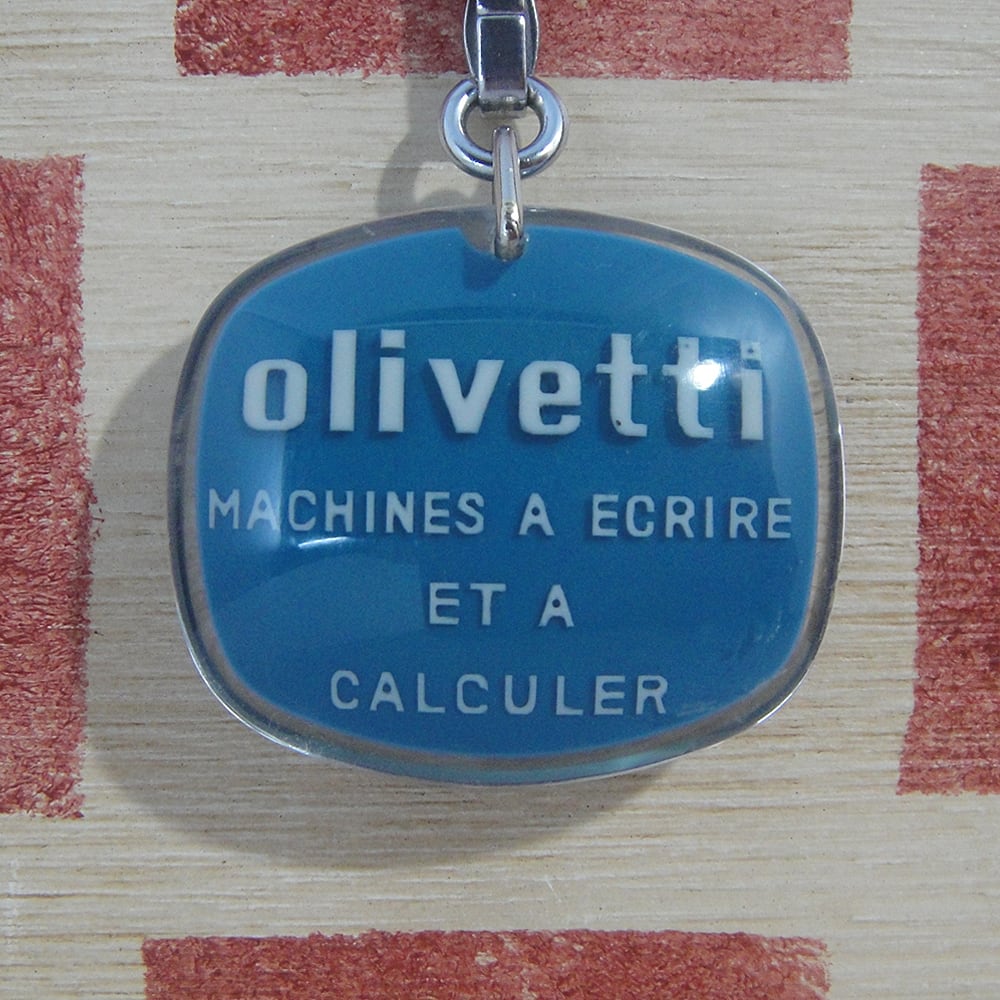 olivetti
MACHINES A ECRIRE
ET A
CALCULER